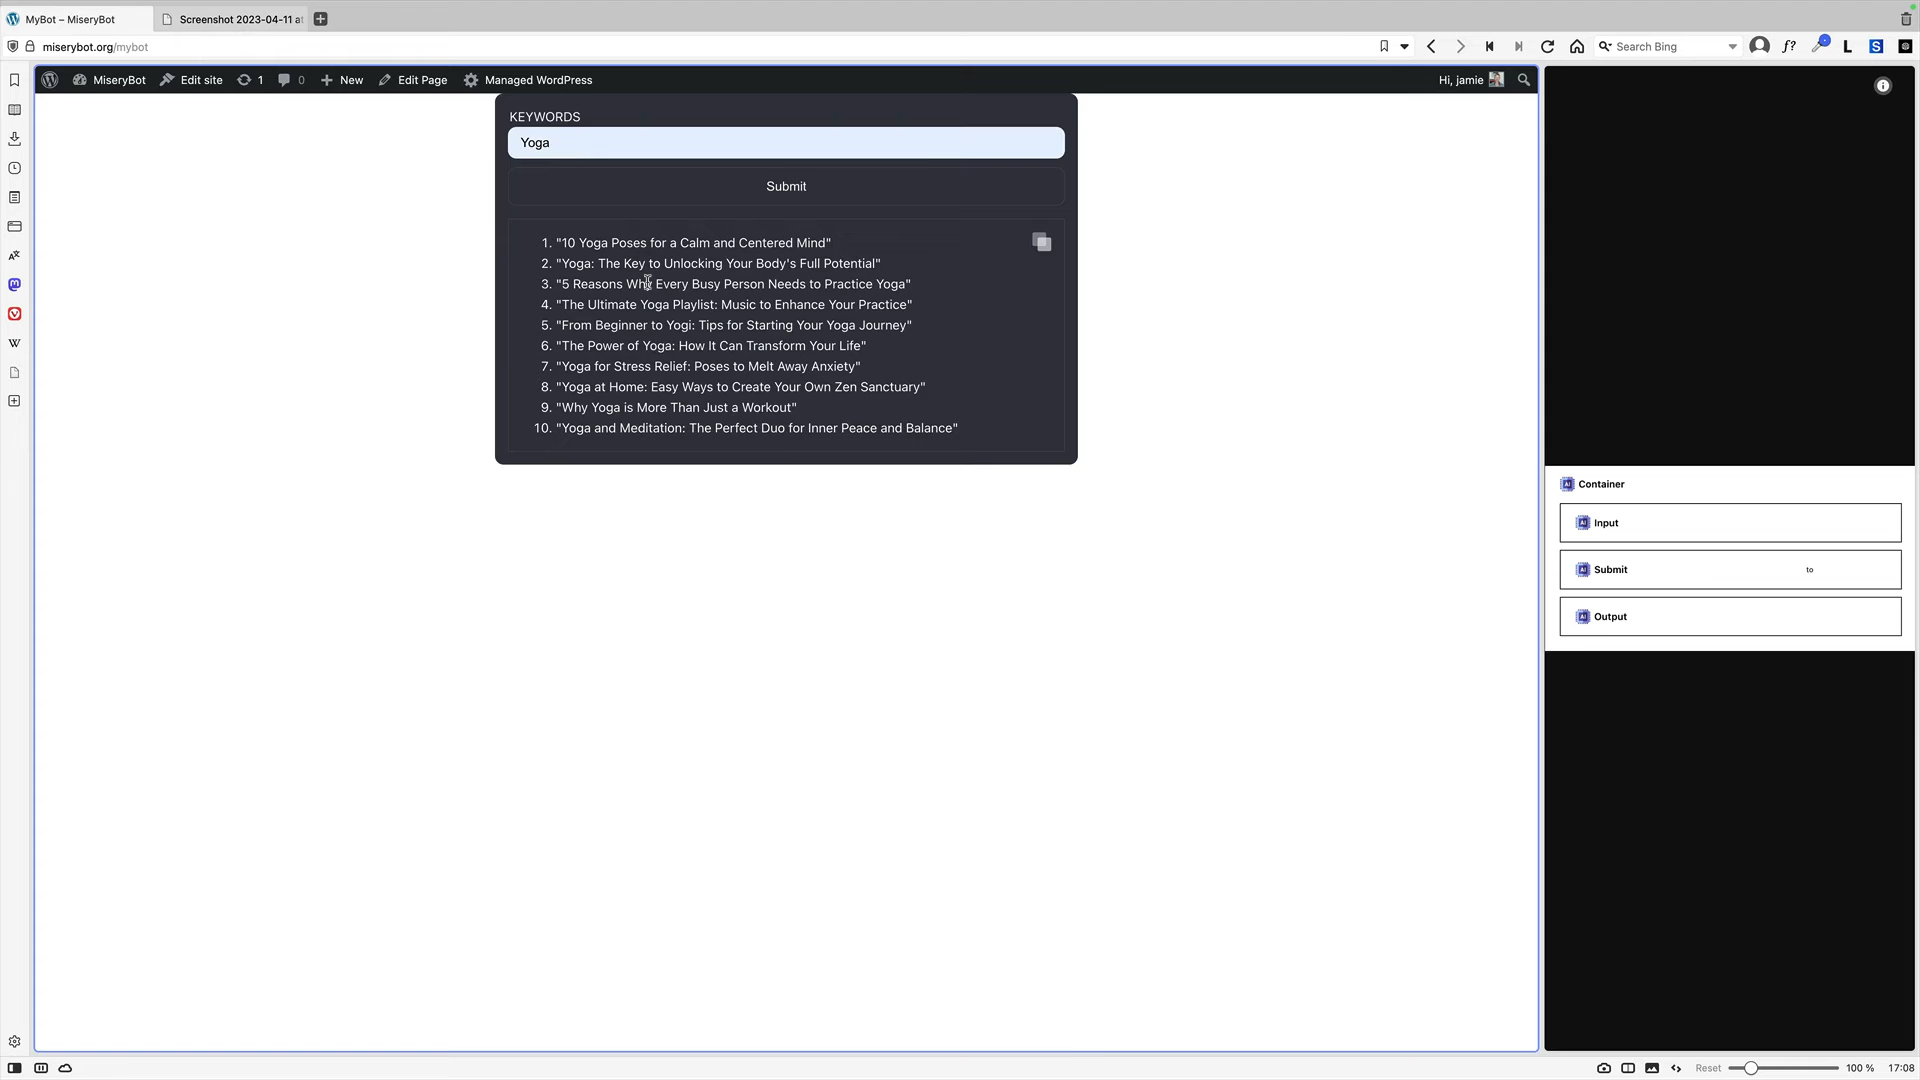 MyBot – MiseryBot
Screenshot 2023-04-11 at
miserybot.org/mybot
Search Bing
f?
L
S
MiseryBot
Edit site
1
0
New
Edit Page
Managed WordPress
Hi, jamie
KEYWORDS
Yoga
Submit
1. "10 Yoga Poses for a Calm and Centered Mind"
2. "Yoga: The Key to Unlocking Your Body's Full Potential"
3. "5 Reasons Why Every Busy Person Needs to Practice Yoga"
4. "The Ultimate Yoga Playlist: Music to Enhance Your Practice"
5. "From Beginner to Yogi: Tips for Starting Your Yoga Journey"
6. "The Power of Yoga: How It Can Transform Your Life"
7. "Yoga for Stress Relief: Poses to Melt Away Anxiety"
8. "Yoga at Home: Easy Ways to Create Your Own Zen Sanctuary"
9. "Why Yoga is More Than Just a Workout"
10. "Yoga and Meditation: The Perfect Duo for Inner Peace and Balance"
AI Container
AI Input
AI Submit to
AI Output
Reset
100 %
17:08